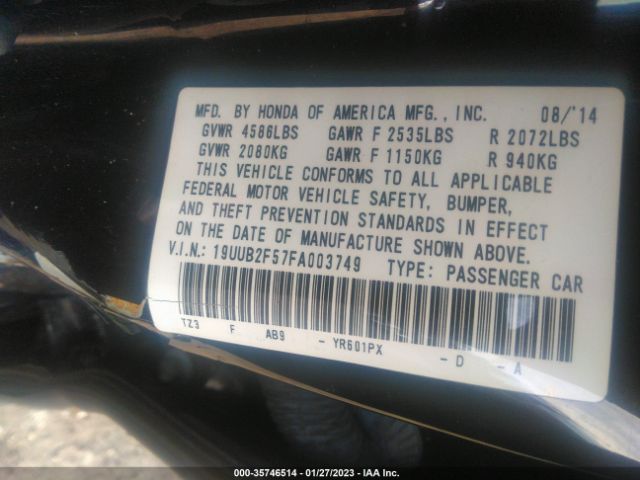 MFD. BY HONDA OF AMERICA MFG., INC. 08/'14
GVWR 4586LBS GAWR F 2535LBS R 2072LBS
GVWR 2080KG GAWR F 1150KG R 940KG
THIS VEHICLE CONFORMS TO ALL APPLICABLE
FEDERAL MOTOR VEHICLE SAFETY, BUMPER,
AND THEFT PREVENTION STANDARDS IN EFFECT
ON THE DATE OF MANUFACTURE SHOWN ABOVE.
V.I.N.: 19UUB2F57FA003749 TYPE: PASSENGER CAR
TZ3 F AB9 - YR601PX - D - A
000-35746514 - 01/27/2023 - IAA Inc.